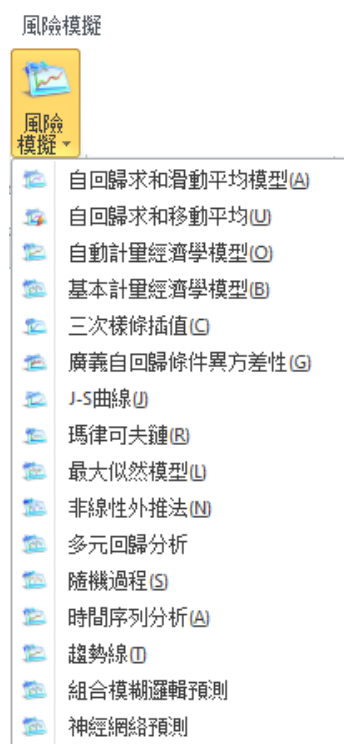 風險模擬
風險
模擬
自回歸求和滑動平均模型(A)
自回歸求和移動平均(U)
自動計量經濟學模型(O)
基本計量經濟學模型(B)
三次樣條插值(C)
廣義自回歸條件異方差性(G)
J-S曲線(J)
瑪律可夫鏈(R)
最大似然模型(L)
非線性外推法(N)
多元回歸分析
隨機過程(S)
時間序列分析(A)
趨勢線(T)
組合模糊邏輯預測
神經網絡預測